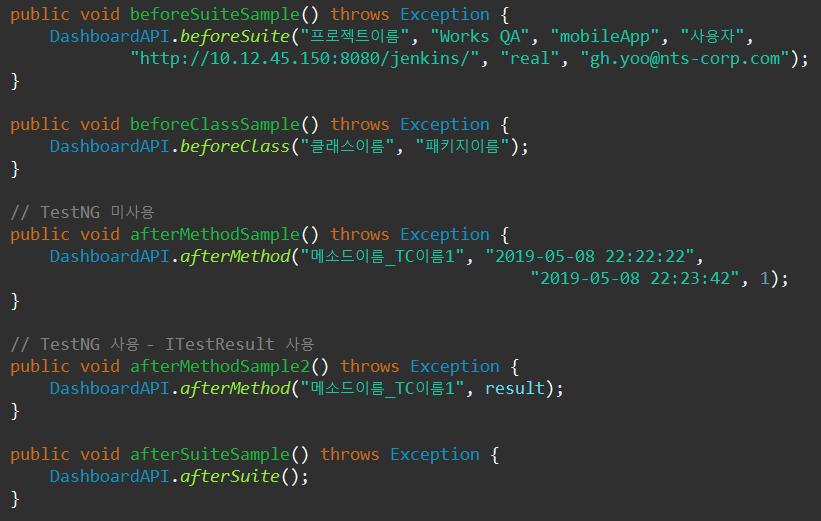 public void beforeSuiteSample() throws Exception {
    DashboardAPI.beforeSuite("프로젝트이름", "Works QA", "mobileApp", "사용자",
            "http://10.12.45.150:8080/jenkins/", "real", "gh.yoo@nts-corp.com");
}

public void beforeClassSample() throws Exception {
    DashboardAPI.beforeClass("클래스이름", "패키지이름");
}

// TestNG 미사용
public void afterMethodSample() throws Exception {
    DashboardAPI.afterMethod("메소드이름_TC이름1", "2019-05-08 22:22:22",
                                                    "2019-05-08 22:23:42", 1);
}

// TestNG 사용 - ITestResult 사용
public void afterMethodSample2() throws Exception {
    DashboardAPI.afterMethod("메소드이름_TC이름1", result);
}

public void afterSuiteSample() throws Exception {
    DashboardAPI.afterSuite();
}